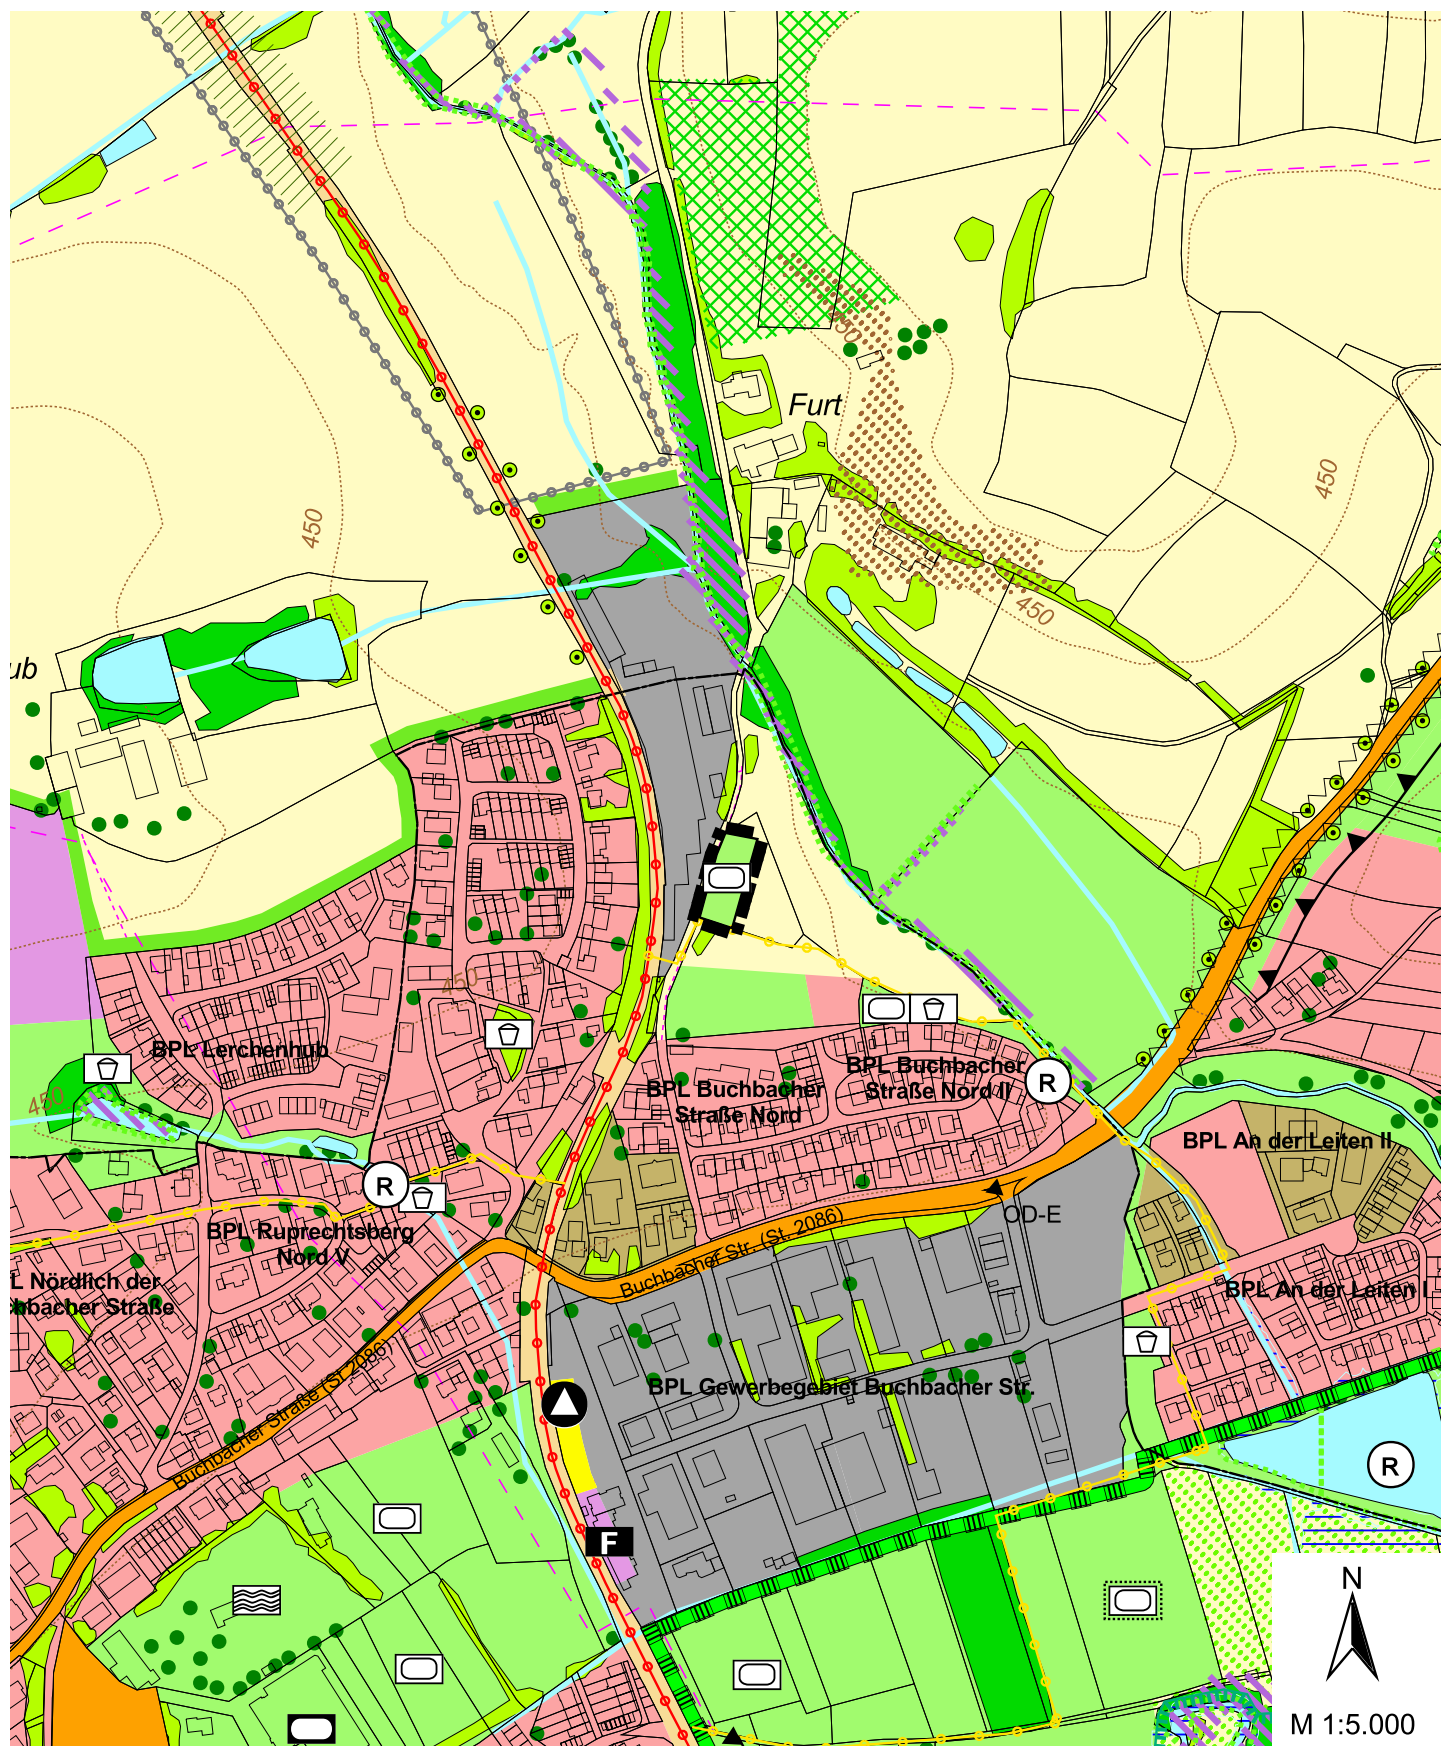 450
Furt
450
450
450
ub
450
BPL Lerchenhub
450
BPL Buchbacher
Straße Nord
BPL Buchbacher
Straße Nord II
R
BPL An der Leiten II
R
OD-E
BPL Ruprechtsberg
Nord V
Buchbacher Str. (St. 2086)
L Nördlich der
chbacher Straße
BPL An der Leiten I
Buchbacher Straße (St 2086)
BPL Gewerbegebiet Buchbacher Str.
R
F
N
M 1:5.000